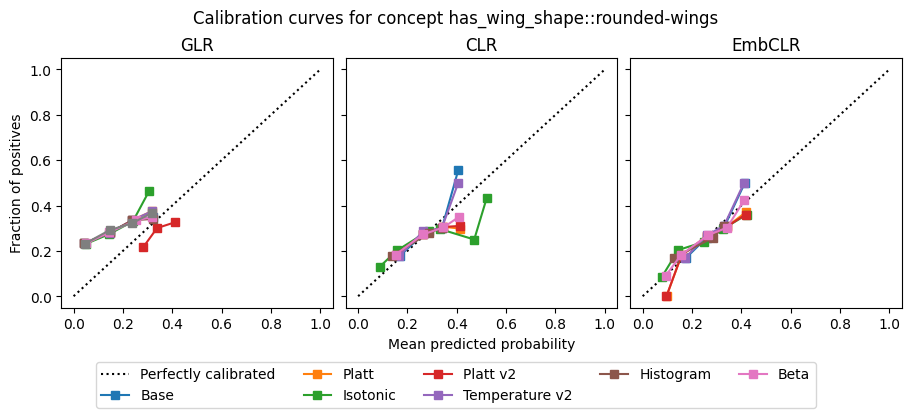 Calibration curves for concept has_wing_shape::rounded-wings
GLR
CLR
EmbCLR
Fraction of positives
1.0
0.8
0.6
0.4
0.2
0.0
0.0 0.2 0.4 0.6 0.8 1.0
0.0 0.2 0.4 0.6 0.8 1.0
0.0 0.2 0.4 0.6 0.8 1.0
Mean predicted probability
Perfectly calibrated
Base
Platt
Isotonic
Platt v2
Temperature v2
Histogram
Beta